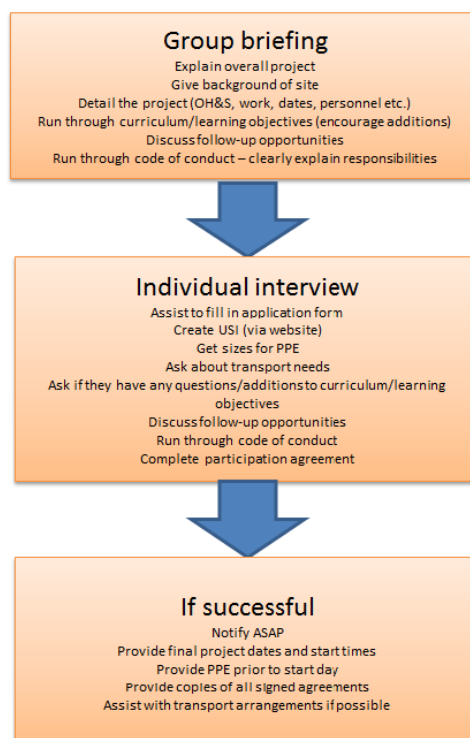 Group briefing
Explain overall project
Give background of site
Detail the project (OH&S, work, dates, personnel etc.)
Run through curriculum/learning objectives (encourage additions)
Discuss follow-up opportunities
Run through code of conduct – clearly explain responsibilities
Individual interview
Assist to fill in application form
Create USI (via website)
Get sizes for PPE
Ask about transport needs
Ask if they have any questions/additions to curriculum/learning
objectives
Discuss follow-up opportunities
Run through code of conduct
Complete participation agreement
If successful
Notify ASAP
Provide final project dates and start times
Provide PPE prior to start day
Provide copies of all signed agreements
Assist with transport arrangements if possible